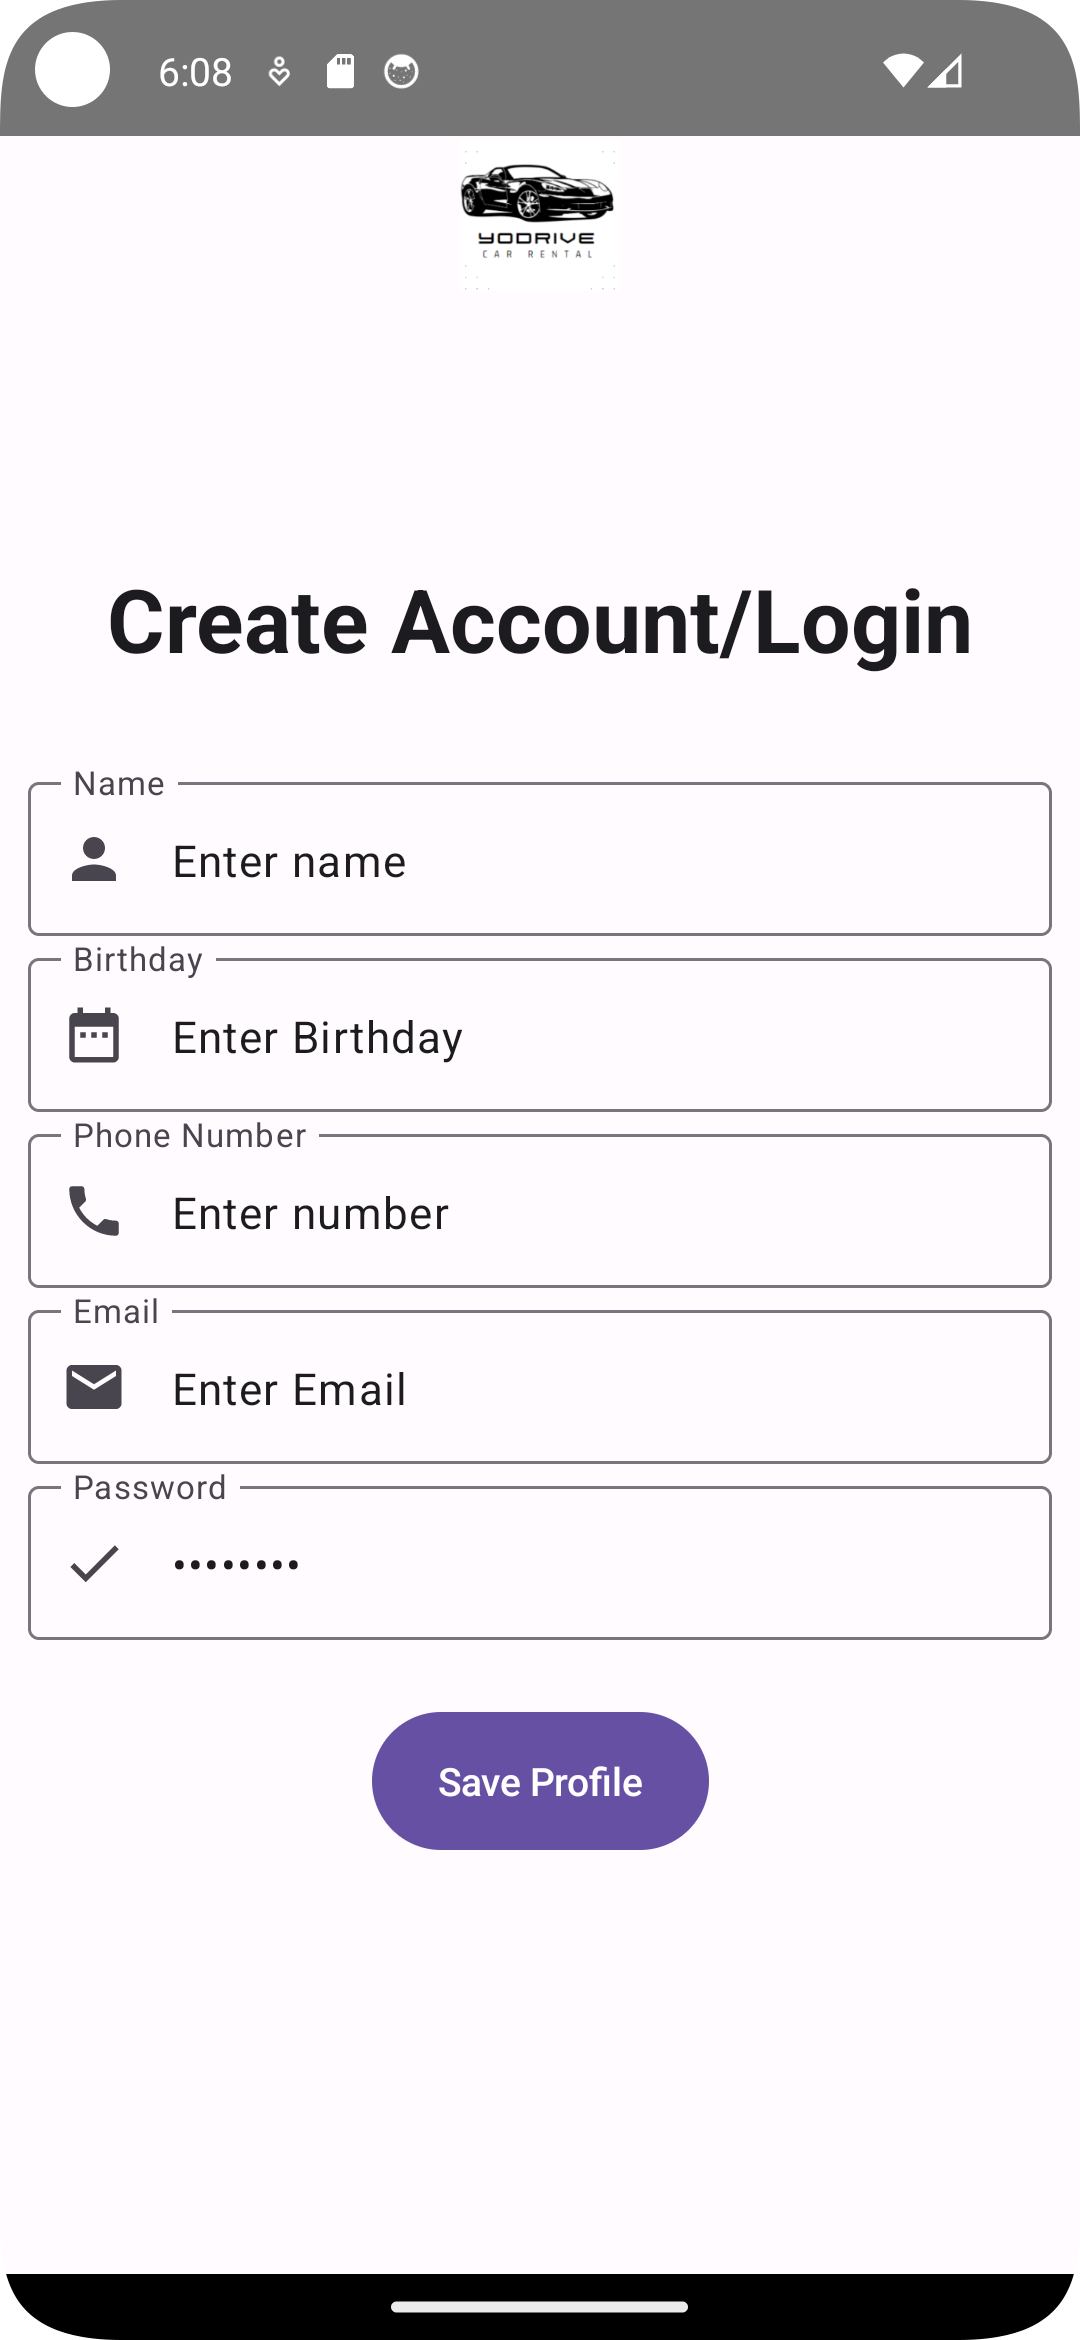 6:08
YODRIVE
CAR RENTAL
Create Account/Login
Name
Enter name
Birthday
Enter Birthday
Phone Number
Enter number
Email
Enter Email
Password
••••••••
Save Profile